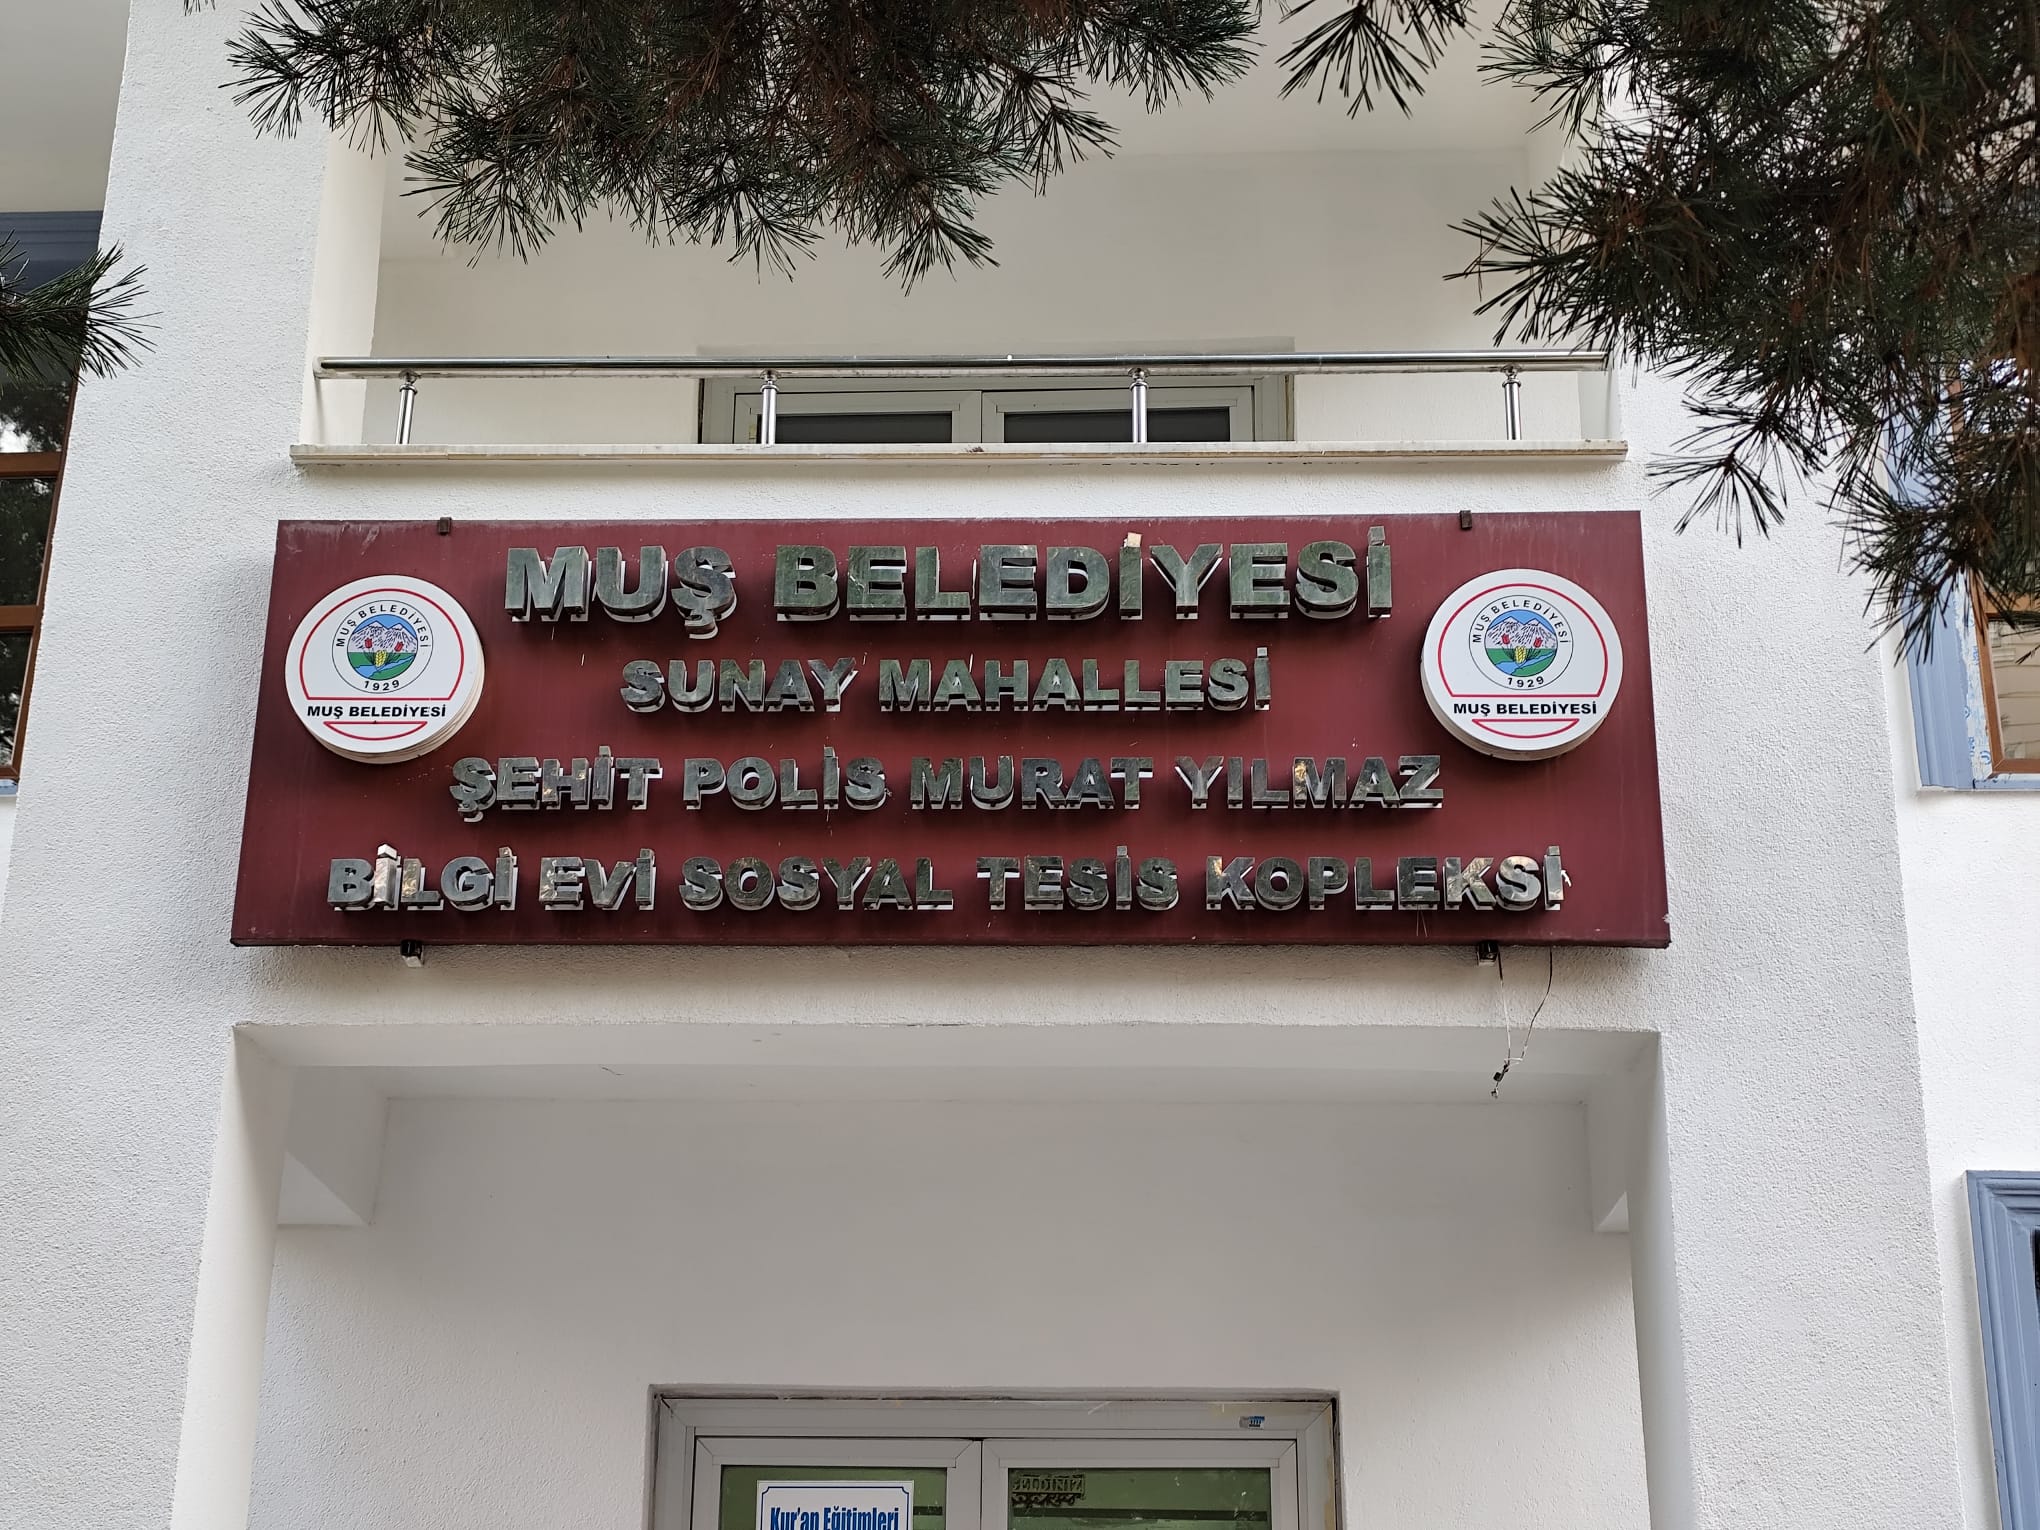 MUŞ BELEDİYESİ
SUNAY MAHALLESİ
ŞEHİT POLİS MURAT YILMAZ
BİLGİ EVİ SOSYAL TESİS KOPLEKSİ
MUŞ BELEDİYESİ
1929
MUŞ BELEDİYESİ
MUŞ BELEDİYESİ
1929
MUŞ BELEDİYESİ
Kur'an Eğitimleri